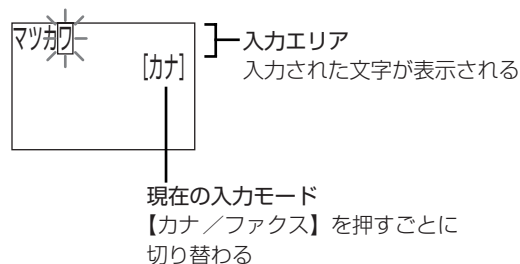 マツカワ
[カナ]
入力エリア
入力された文字が表示される
現在の入力モード
【カナ／ファクス】を押すごとに
切り替わる